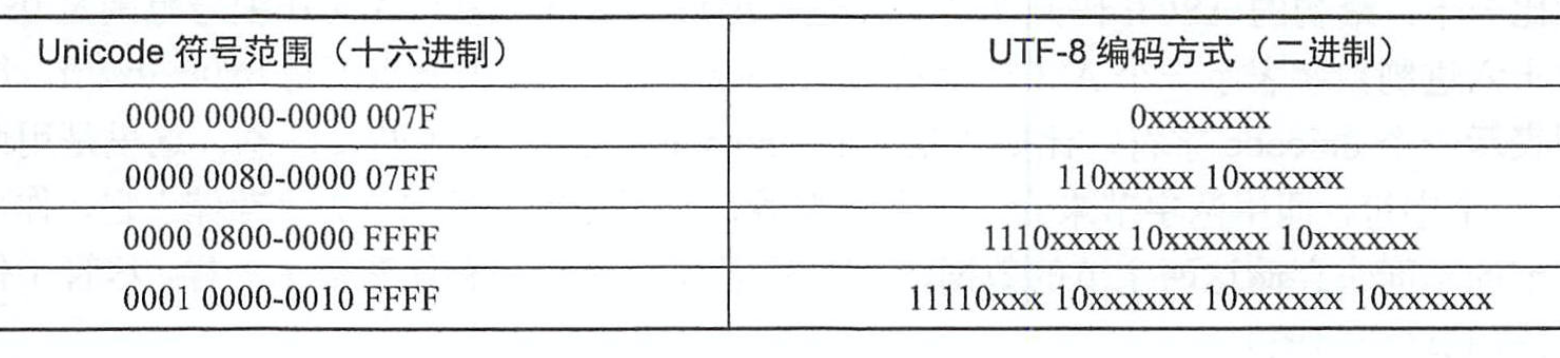 Unicode 符号范围（十六进制） UTF-8 编码方式（二进制）
0000 0000-0000 007F 0xxxxxxx
0000 0080-0000 07FF 110xxxxx 10xxxxxx
0000 0800-0000 FFFF 1110xxxx 10xxxxxx 10xxxxxx
0001 0000-0010 FFFF 11110xxx 10xxxxxx 10xxxxxx 10xxxxxx